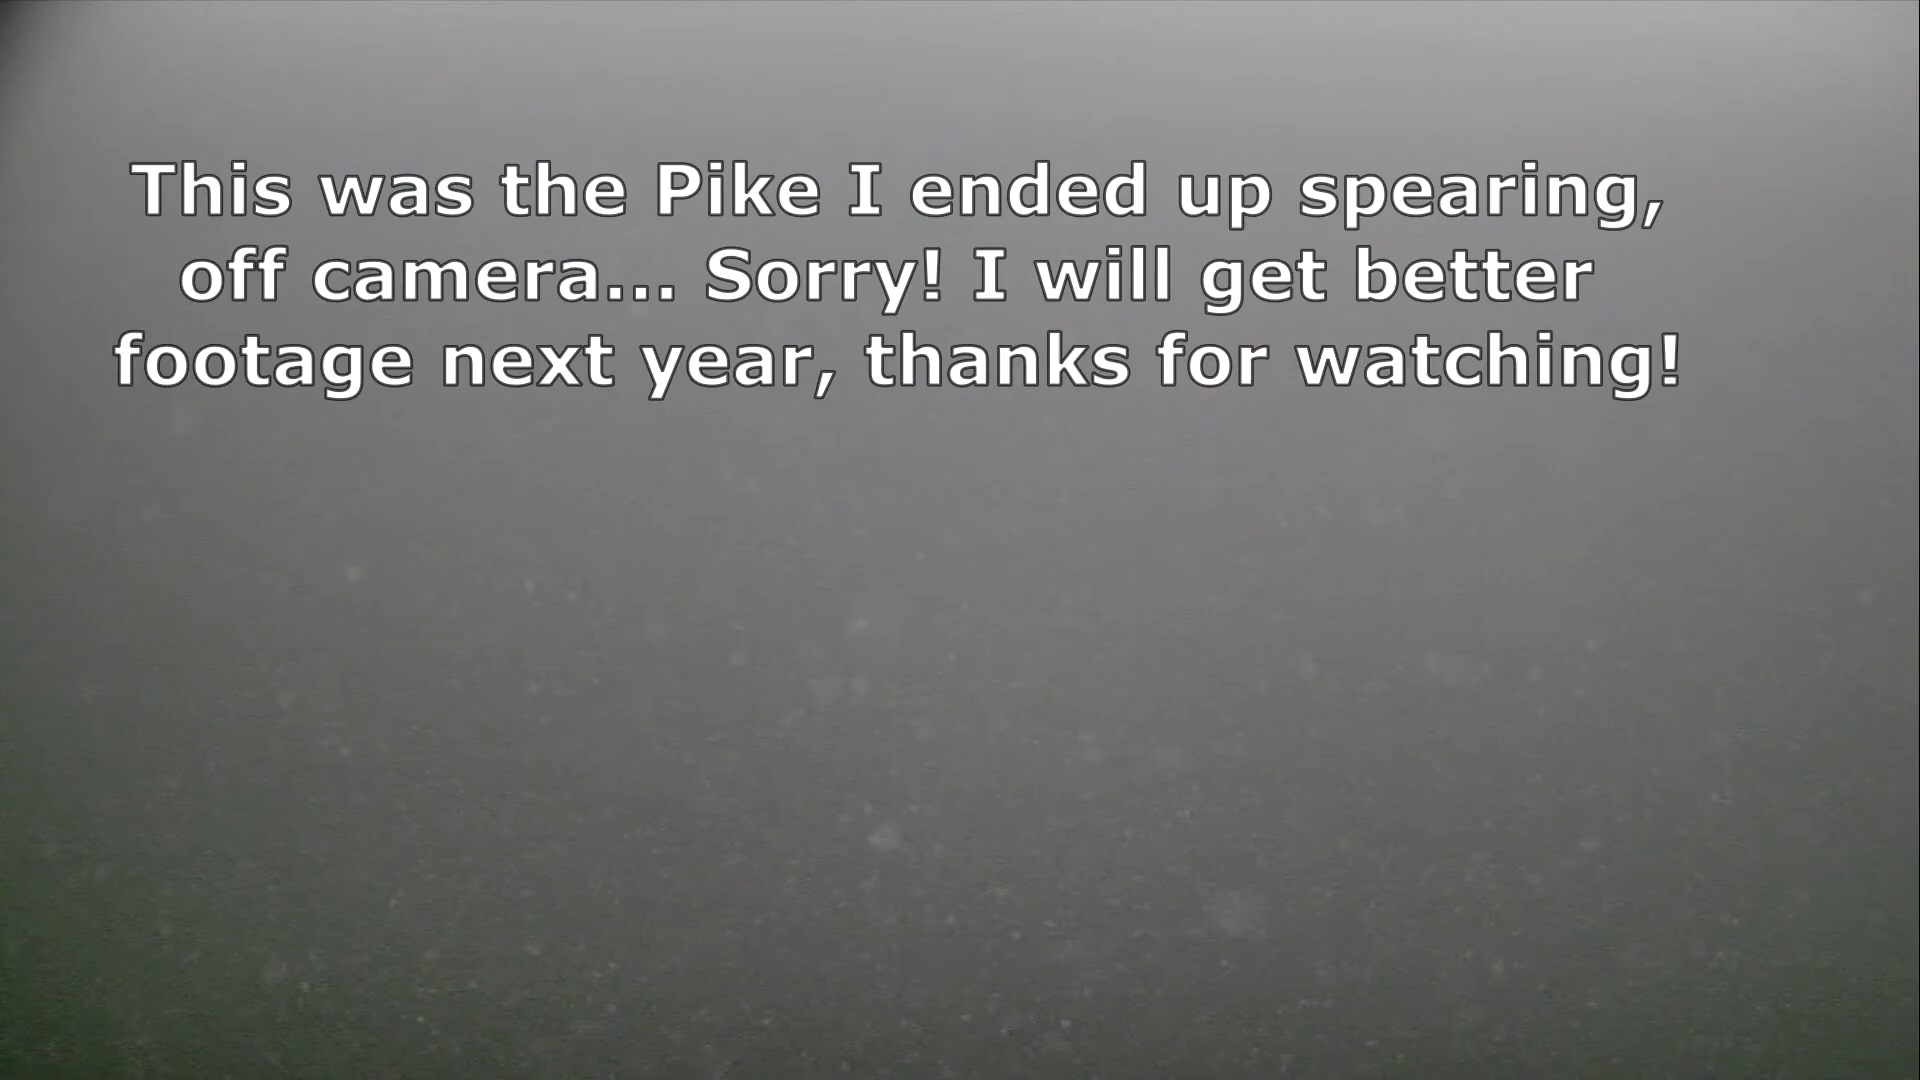 This was the Pike I ended up spearing,
off camera... Sorry! I will get better
footage next year, thanks for watching!